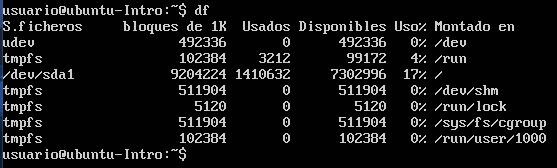 usuario@ubuntu-Intro:~$ df
S.ficheros     bloques de 1K  Usados Disponibles Uso% Montado en
udev                  492336       0      492336   0% /dev
tmpfs                 102384    3212       99172   4% /run
/dev/sda1            9204224 1410632     7302996  17% /
tmpfs                 511904       0      511904   0% /dev/shm
tmpfs                   5120       0        5120   0% /run/lock
tmpfs                 511904       0      511904   0% /sys/fs/cgroup
tmpfs                 102384       0      102384   0% /run/user/1000
usuario@ubuntu-Intro:~$